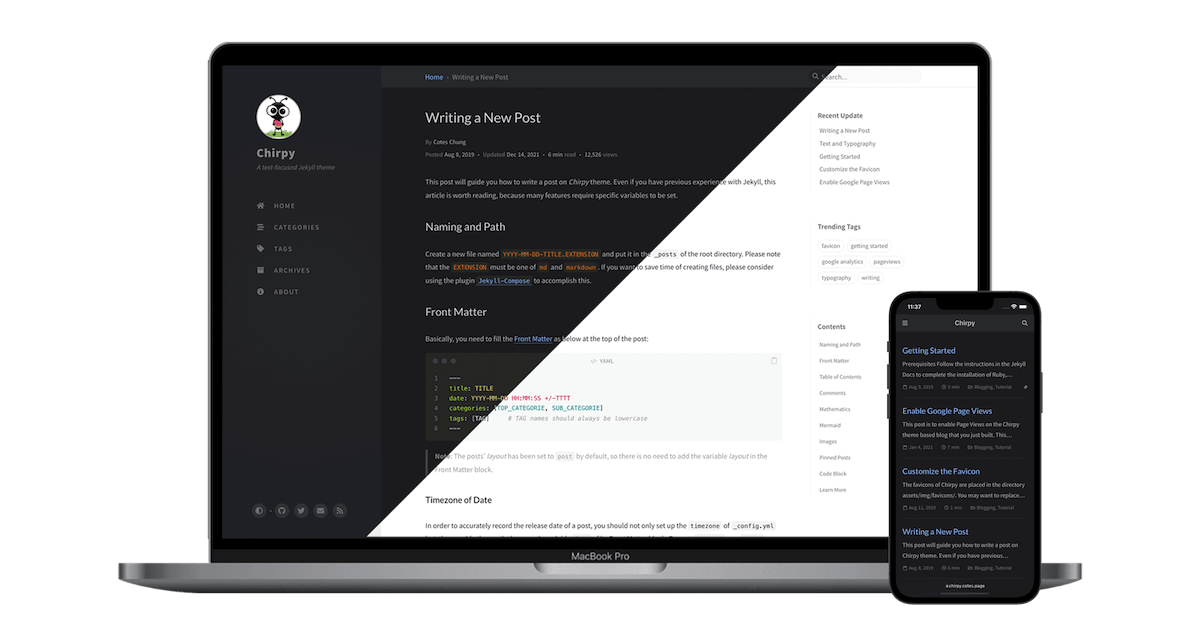 Chirpy
A text-focused Jekyll theme
HOME
CATEGORIES
TAGS
ARCHIVES
ABOUT
Home › Writing a New Post
Search...
Writing a New Post
By Cotes Chung
Posted Aug 8, 2019 • Updated Dec 14, 2021 • 6 min read • 12,526 views
This post will guide you how to write a post on Chirpy theme. Even if you have previous experience with Jekyll, this
article is worth reading, because many features require specific variables to be set.
Naming and Path
Create a new file named YYYY-MM-DD-TITLE.EXTENSION and put it in the _posts of the root directory. Please note
that the EXTENSION must be one of md and markdown. If you want to save time of creating files, please consider
using the plugin Jekyll-Compose to accomplish this.
Front Matter
Basically, you need to fill the Front Matter as below at the top of the post:
</> YAML
1 ---
2 title: TITLE
3 date: YYYY-MM-DD HH:MM:SS +/-TTTT
4 categories: [TOP_CATEGORIE, SUB_CATEGORIE]
5 tags: [TAG] # TAG names should always be lowercase
6 ---
Note: The posts' layout has been set to post by default, so there is no need to add the variable layout in the
Front Matter block.
Timezone of Date
In order to accurately record the release date of a post, you should not only set up the timezone of _config.yml
Recent Update
Writing a New Post
Text and Typography
Getting Started
Customize the Favicon
Enable Google Page Views
Trending Tags
favicon getting started
google analytics pageviews
typography writing
Contents
Naming and Path
Front Matter
Table of Contents
Comments
Mathematics
Mermaid
Images
Pinned Posts
Code Block
Learn More
MacBook Pro
11:37
Chirpy
Getting Started
Prerequisites Follow the instructions in the Jekyll
Docs to complete the installation of Ruby,...
Aug 9, 2019 5 min Blogging, Tutorial
Enable Google Page Views
This post is to enable Page Views on the Chirpy
theme based blog that you just built. This...
Jan 4, 2021 7 min Blogging, Tutorial
Customize the Favicon
The favicons of Chirpy are placed in the directory
assets/img/favicons/. You may want to replace...
Aug 11, 2019 1 min Blogging, Tutorial
Writing a New Post
This post will guide you how to write a post on
Chirpy theme. Even if you have previous...
Aug 8, 2019 6 min Blogging, Tutorial
chirpy.cotes.page